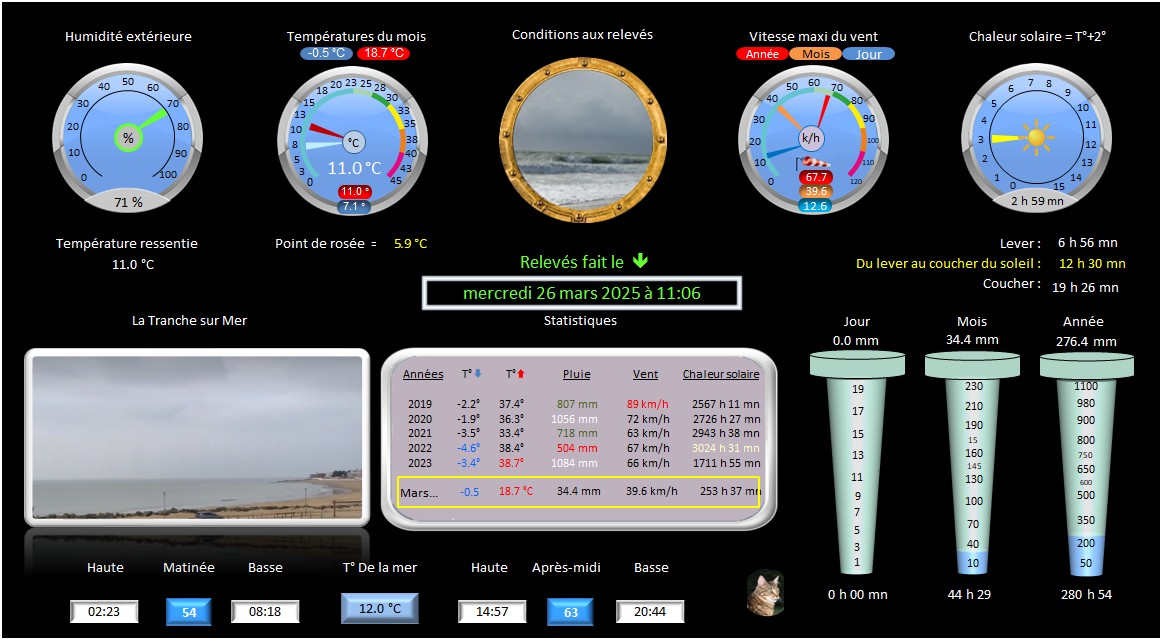 Humidité extérieure
Températures du mois
-0.5 °C 18.7 °C
Conditions aux relevés
Vitesse maxi du vent
Année Mois Jour
Chaleur solaire = T°+2°
0 10 20 30 40 50 60 70 80 90 100
%
71 %
0 3 5 8 10 13 15 18 20 23 25 28 30 33 35 38 40 43 45
°C
11.0 °C
11.0 °
7.1 °
0 10 20 30 40 50 60 70 80 90 100 110 120
k/h
67.7
39.6
12.6
0 1 2 3 4 5 6 7 8 9 10 11 12 13 14 15
2 h 59 mn
Température ressentie
11.0 °C
Point de rosée = 5.9 °C
Relevés fait le
mercredi 26 mars 2025 à 11:06
Lever : 6 h 56 mn
Du lever au coucher du soleil : 12 h 30 mn
Coucher : 19 h 26 mn
La Tranche sur Mer
Statistiques
Années T° T° Pluie Vent Chaleur solaire
2019 -2.2° 37.4° 807 mm 89 km/h 2567 h 11 mn
2020 -1.9° 36.3° 1056 mm 72 km/h 2726 h 27 mn
2021 -3.5° 33.4° 718 mm 63 km/h 2943 h 38 mn
2022 -4.6° 38.4° 504 mm 67 km/h 3024 h 31 mn
2023 -3.4° 38.7° 1084 mm 66 km/h 1711 h 55 mn
Mars... -0.5 18.7 °C 34.4 mm 39.6 km/h 253 h 37 mn
Jour
0.0 mm
19
17
15
13
11
9
7
5
3
1
0 h 00 mn
Mois
34.4 mm
230
210
190
15
160
145
130
100
70
40
10
44 h 29
Année
276.4 mm
1100
980
900
800
750
650
600
500
350
200
50
280 h 54
Haute Matinée Basse
02:23 54 08:18
T° De la mer
12.0 °C
Haute Après-midi Basse
14:57 63 20:44